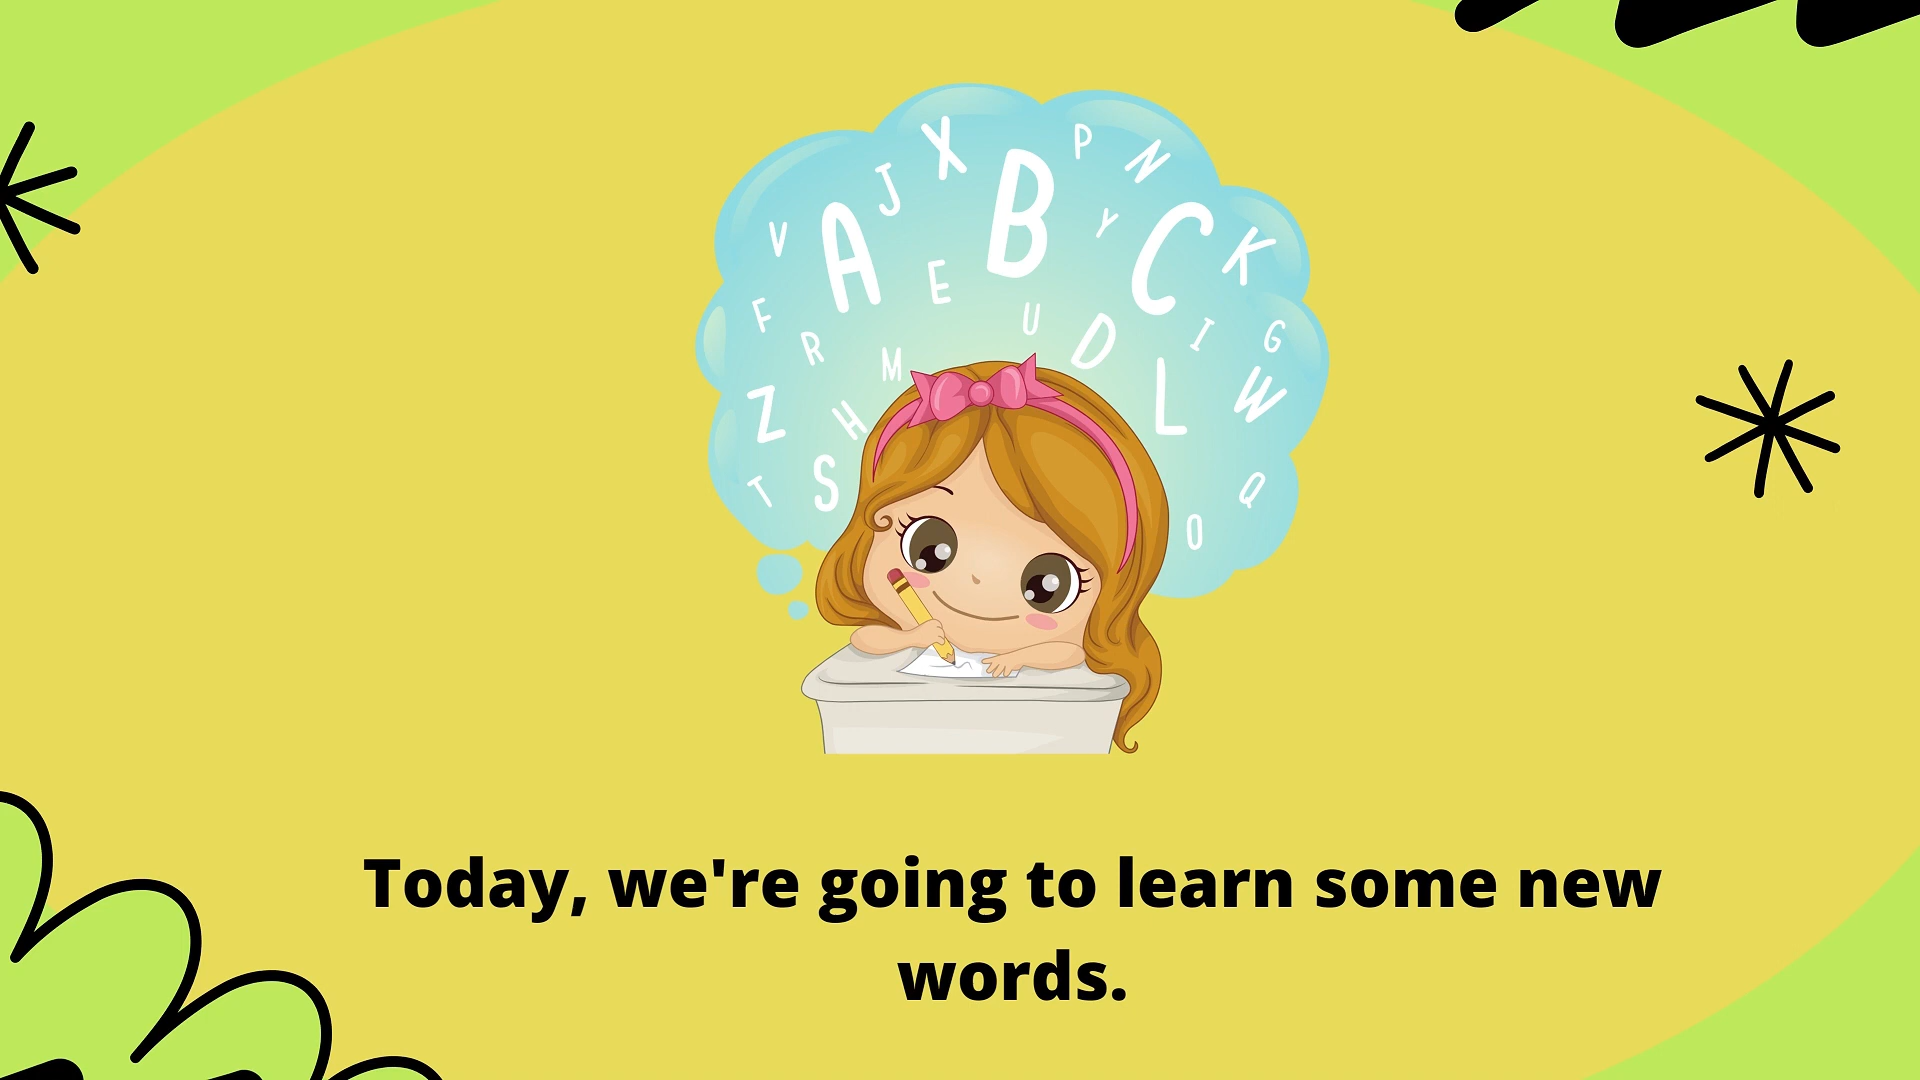 X P N
J B
V A Y C K
E
F U D I G
R M
Z H L W
T S Q
O
Today, we're going to learn some new
words.